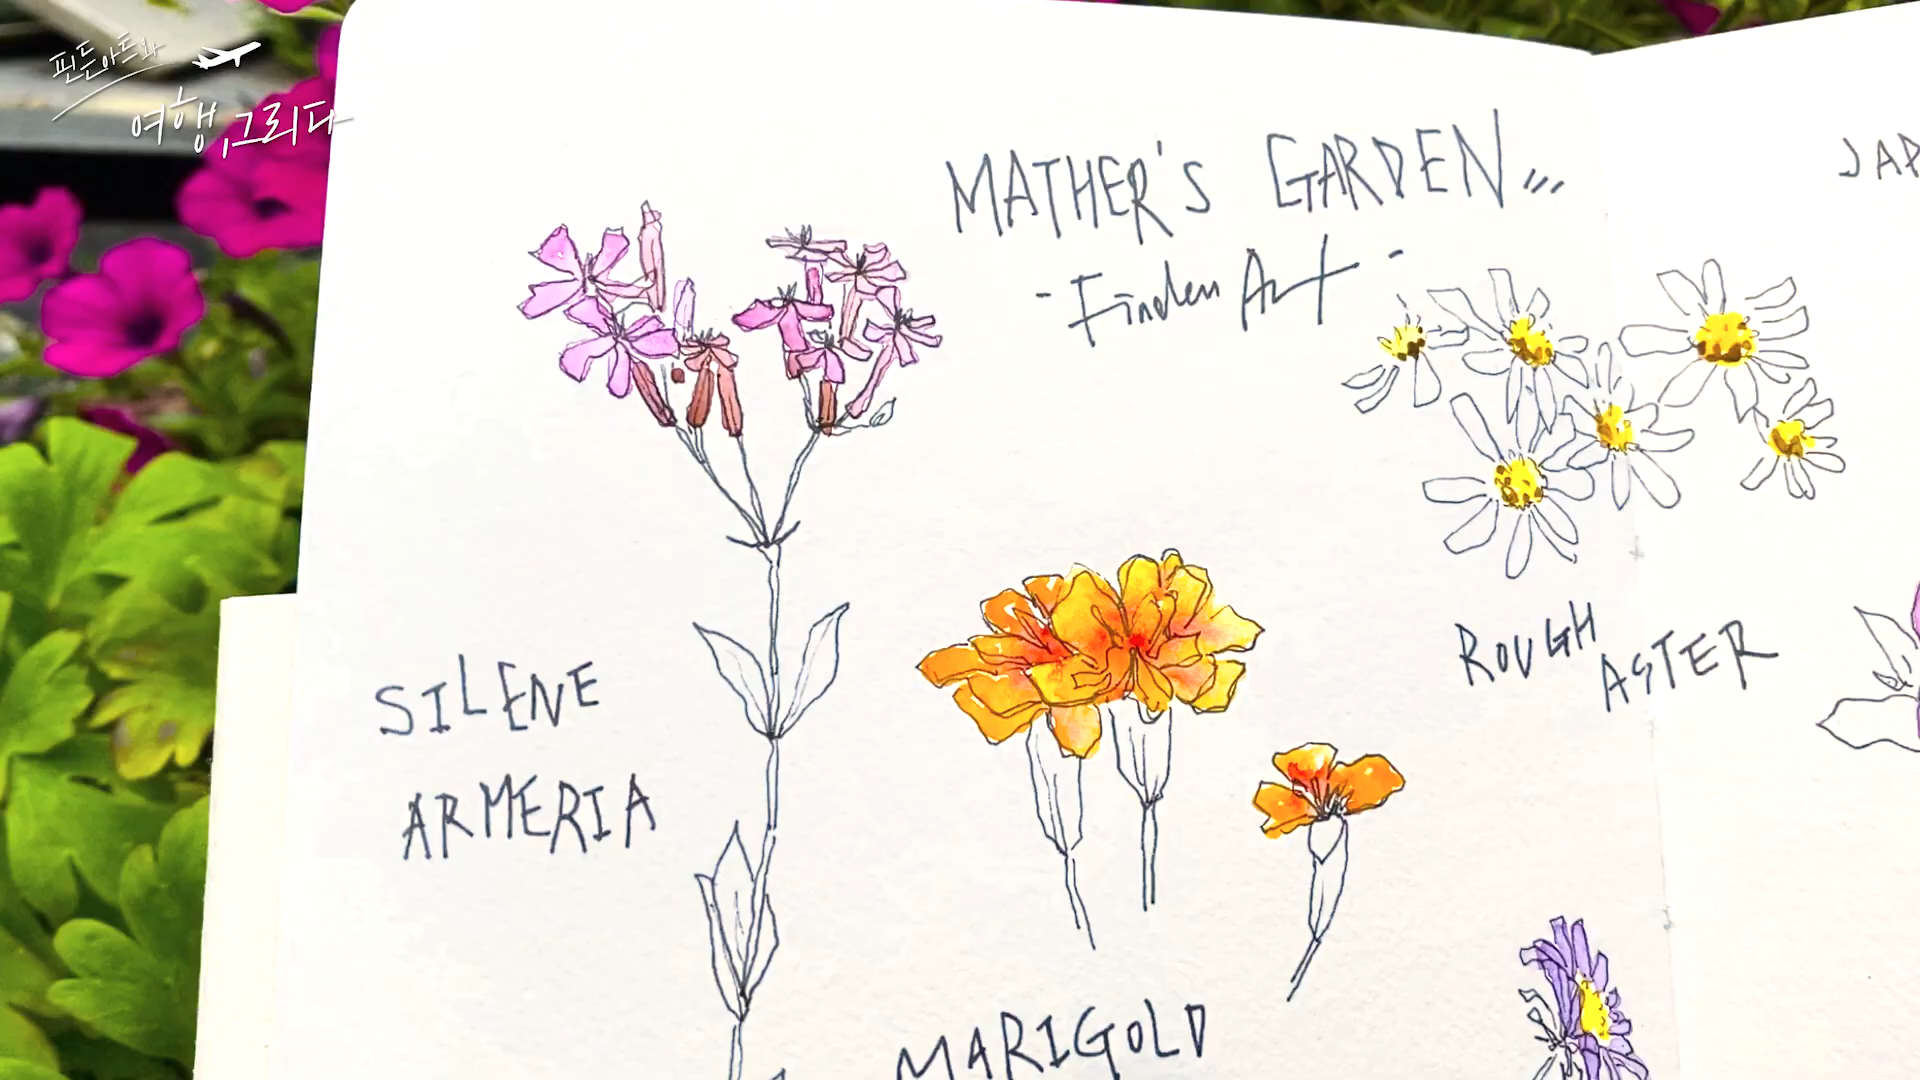 핀든아트와
여행, 그리다
MATHER'S GARDEN...
- Finden Art -
JAP
ROUGH
ASTER
SILENE
ARMERIA
MARIGOLD